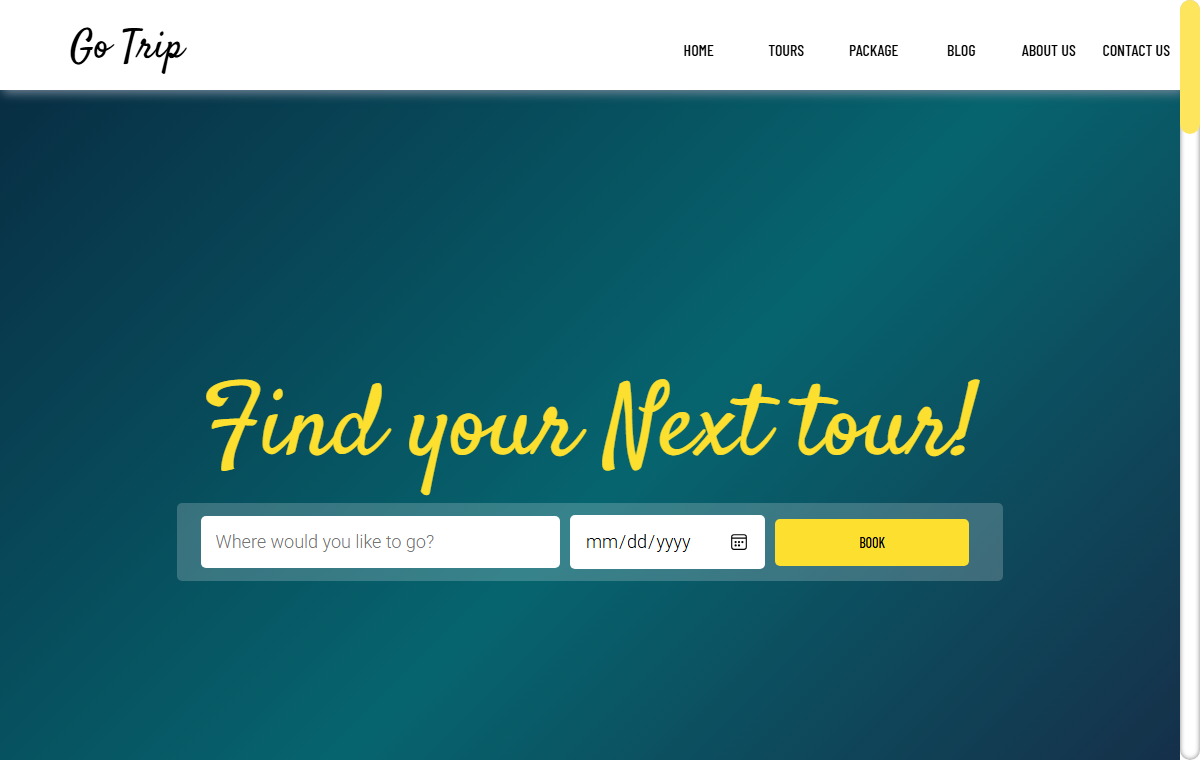 Go Trip
HOME TOURS PACKAGE BLOG ABOUT US CONTACT US
Find your Next tour!
Where would you like to go? mm/dd/yyyy BOOK